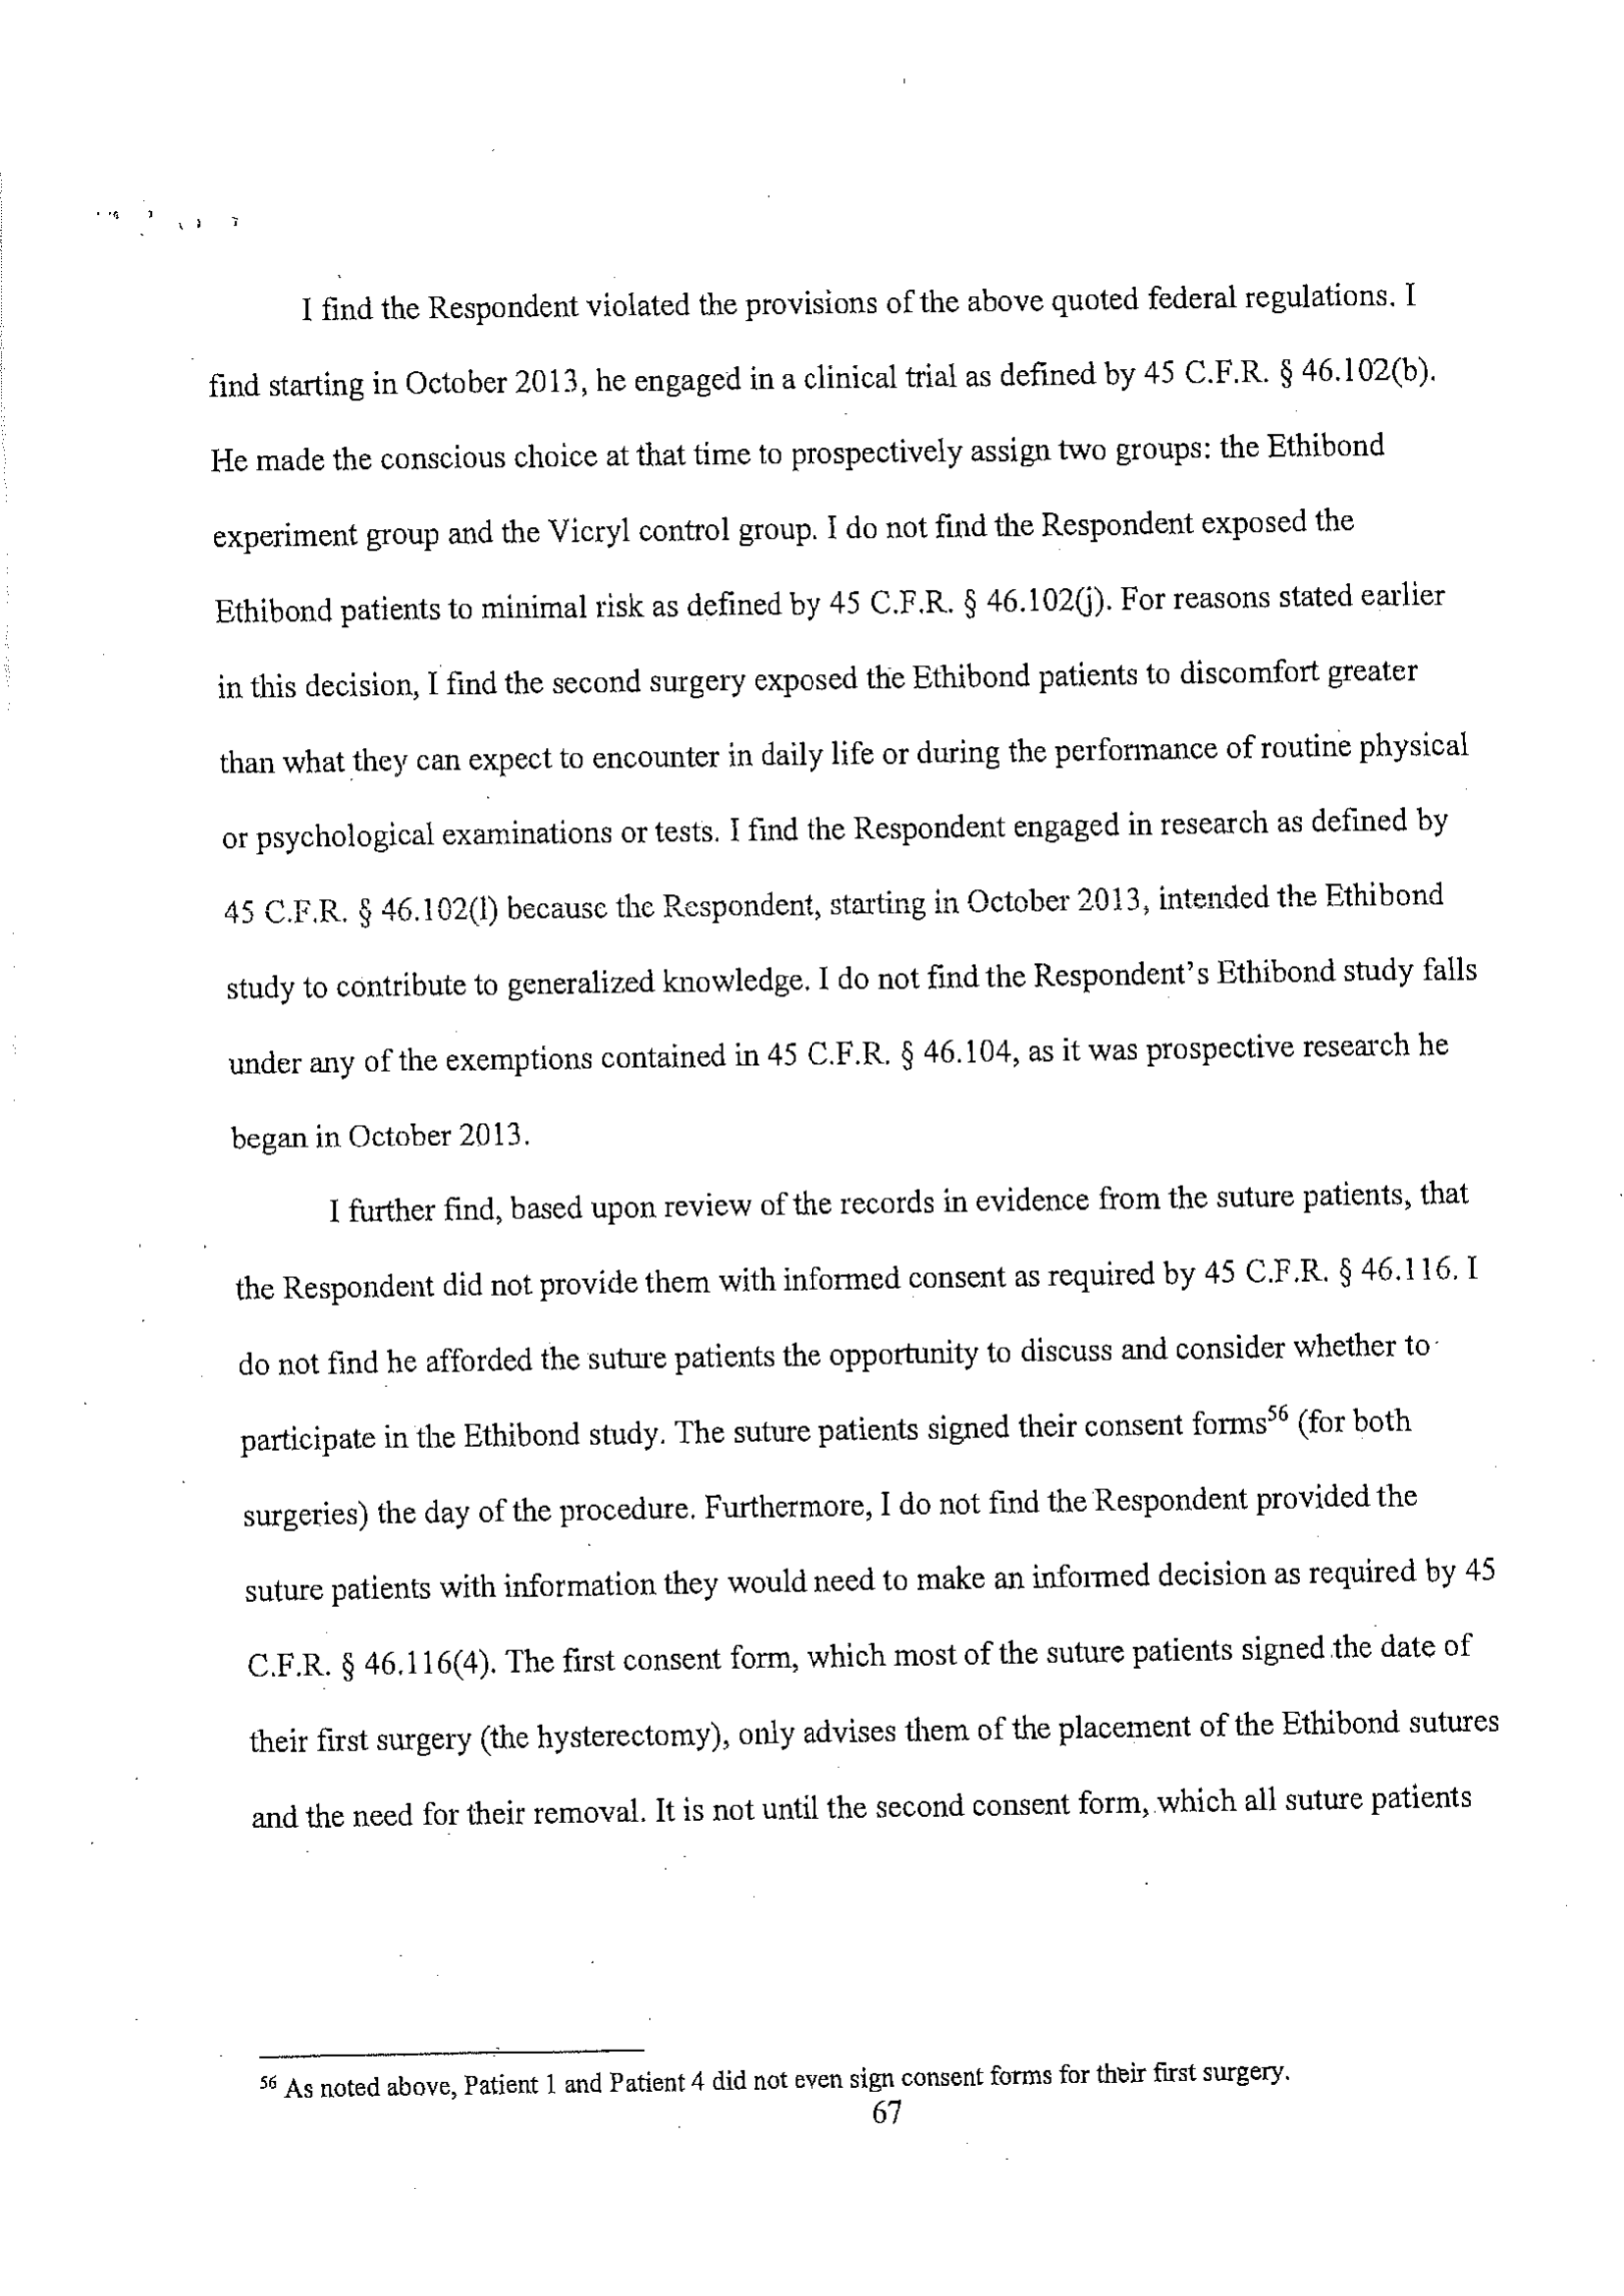 I find the Respondent violated the provisions of the above quoted federal regulations. I
find starting in October 2013, he engaged in a clinical trial as defined by 45 C.F.R. § 46.102(b).
He made the conscious choice at that time to prospectively assign two groups: the Ethibond
experiment group and the Vicryl control group. I do not find the Respondent exposed the
Ethibond patients to minimal risk as defined by 45 C.F.R. § 46.102(j). For reasons stated earlier
in this decision, I find the second surgery exposed the Ethibond patients to discomfort greater
than what they can expect to encounter in daily life or during the performance of routine physical
or psychological examinations or tests. I find the Respondent engaged in research as defined by
45 C.F.R. § 46.102(l) because the Respondent, starting in October 2013, intended the Ethibond
study to contribute to generalized knowledge. I do not find the Respondent's Ethibond study falls
under any of the exemptions contained in 45 C.F.R. § 46.104, as it was prospective research he
began in October 2013.
I further find, based upon review of the records in evidence from the suture patients, that
the Respondent did not provide them with informed consent as required by 45 C.F.R. § 46.116. I
do not find he afforded the suture patients the opportunity to discuss and consider whether to
participate in the Ethibond study. The suture patients signed their consent forms56 (for both
surgeries) the day of the procedure. Furthermore, I do not find the Respondent provided the
suture patients with information they would need to make an informed decision as required by 45
C.F.R. § 46.116(4). The first consent form, which most of the suture patients signed the date of
their first surgery (the hysterectomy), only advises them of the placement of the Ethibond sutures
and the need for their removal. It is not until the second consent form, which all suture patients
56 As noted above, Patient 1 and Patient 4 did not even sign consent forms for their first surgery.
67